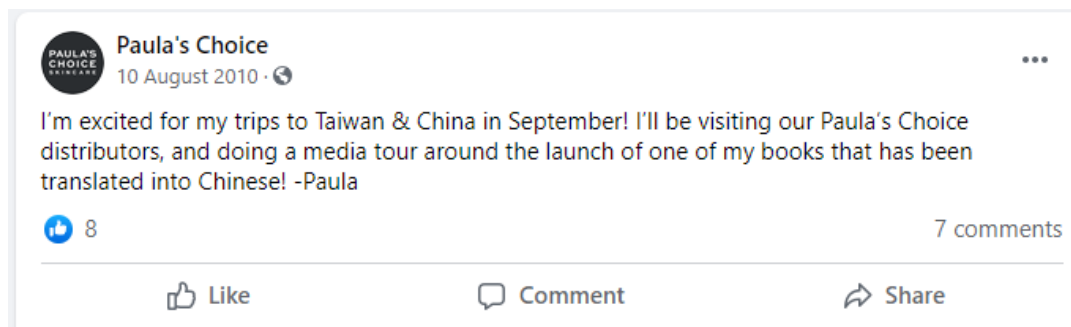 PAULA'S
CHOICE
SKINCARE
Paula's Choice
10 August 2010 ·
I'm excited for my trips to Taiwan & China in September! I'll be visiting our Paula's Choice
distributors, and doing a media tour around the launch of one of my books that has been
translated into Chinese! -Paula
8
7 comments
Like
Comment
Share